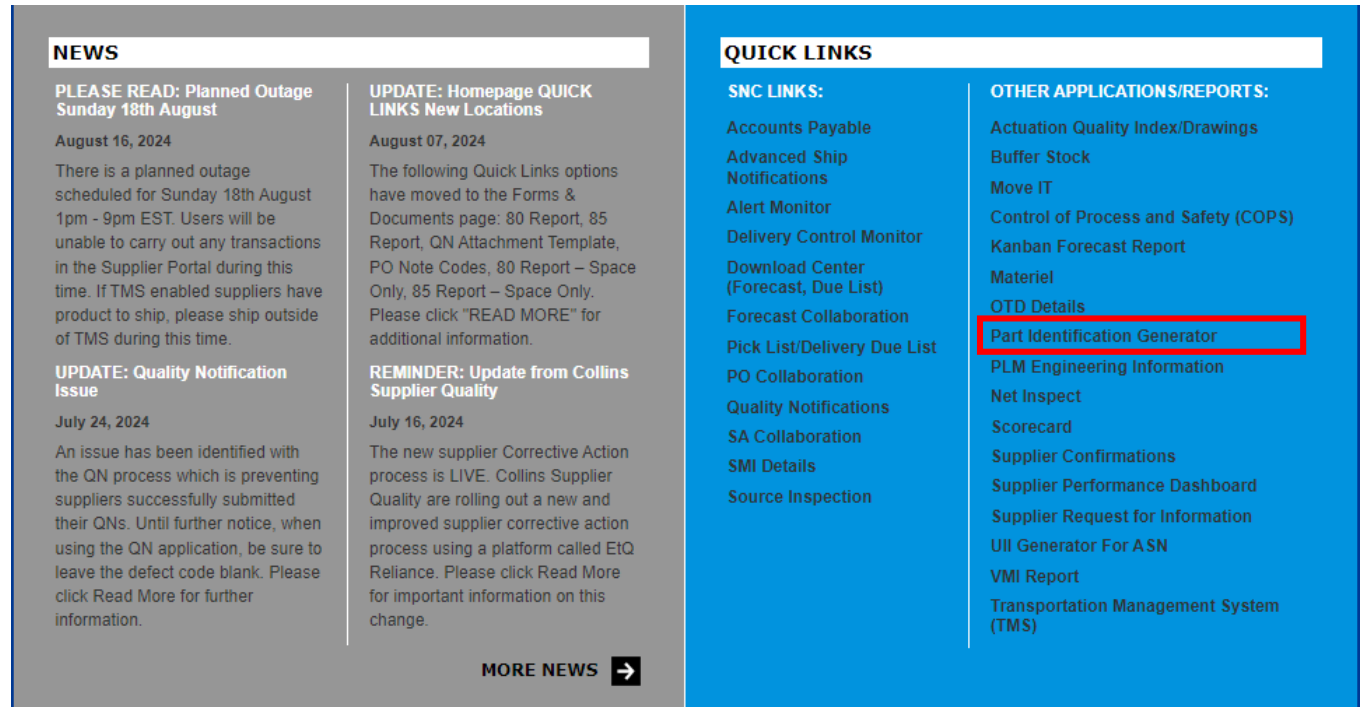 NEWS
PLEASE READ: Planned Outage
Sunday 18th August
August 16, 2024
There is a planned outage
scheduled for Sunday 18th August
1pm - 9pm EST. Users will be
unable to carry out any transactions
in the Supplier Portal during this
time. If TMS enabled suppliers have
product to ship, please ship outside
of TMS during this time.
UPDATE: Quality Notification
Issue
July 24, 2024
An issue has been identified with
the QN process which is preventing
suppliers successfully submitted
their QNs. Until further notice, when
using the QN application, be sure to
leave the defect code blank. Please
click Read More for further
information.
UPDATE: Homepage QUICK
LINKS New Locations
August 07, 2024
The following Quick Links options
have moved to the Forms &
Documents page: 80 Report, 85
Report, QN Attachment Template,
PO Note Codes, 80 Report – Space
Only, 85 Report – Space Only.
Please click "READ MORE" for
additional information.
REMINDER: Update from Collins
Supplier Quality
July 16, 2024
The new supplier Corrective Action
process is LIVE. Collins Supplier
Quality are rolling out a new and
improved supplier corrective action
process using a platform called EtQ
Reliance. Please click Read More
for important information on this
change.
MORE NEWS
QUICK LINKS
SNC LINKS:
Accounts Payable
Advanced Ship
Notifications
Alert Monitor
Delivery Control Monitor
Download Center
(Forecast, Due List)
Forecast Collaboration
Pick List/Delivery Due List
PO Collaboration
Quality Notifications
SA Collaboration
SMI Details
Source Inspection
OTHER APPLICATIONS/REPORTS:
Actuation Quality Index/Drawings
Buffer Stock
Move IT
Control of Process and Safety (COPS)
Kanban Forecast Report
Materiel
OTD Details
Part Identification Generator
PLM Engineering Information
Net Inspect
Scorecard
Supplier Confirmations
Supplier Performance Dashboard
Supplier Request for Information
UII Generator For ASN
VMI Report
Transportation Management System
(TMS)